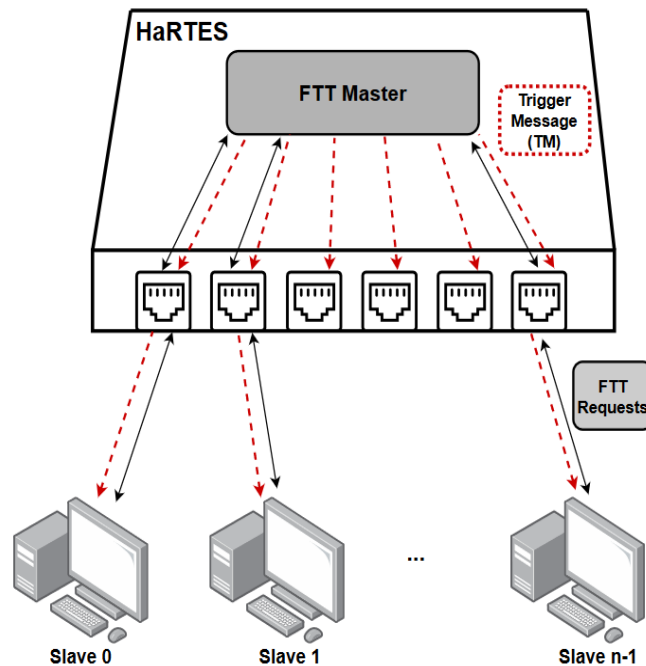 HaRTES
FTT Master
Trigger
Message
(TM)
FTT
Requests
...
Slave 0
Slave 1
Slave n-1